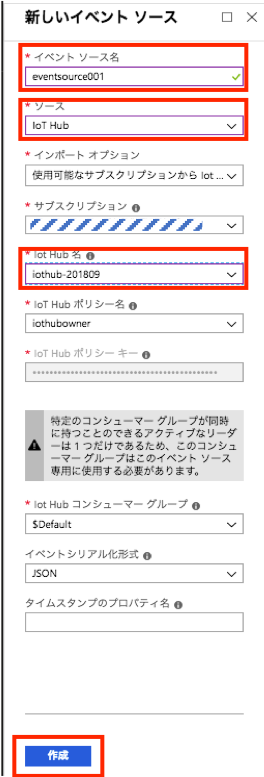 新しいイベント ソース
* イベント ソース名
eventsource001
* ソース
IoT Hub
* インポート オプション
使用可能なサブスクリプションから Iot ...
* サブスクリプション
* Iot Hub 名
iothub-201809
* IoT Hub ポリシー名
iothubowner
* IoT Hub ポリシー キー
特定のコンシューマー グループが同時
に持つことのできるアクティブなリーダ
ーは 1 つだけであるため、このコンシュ
ーマー グループはこのイベント ソース
専用に使用する必要があります。
* Iot Hub コンシューマー グループ
$Default
イベントシリアル化形式
JSON
タイムスタンプのプロパティ名
作成